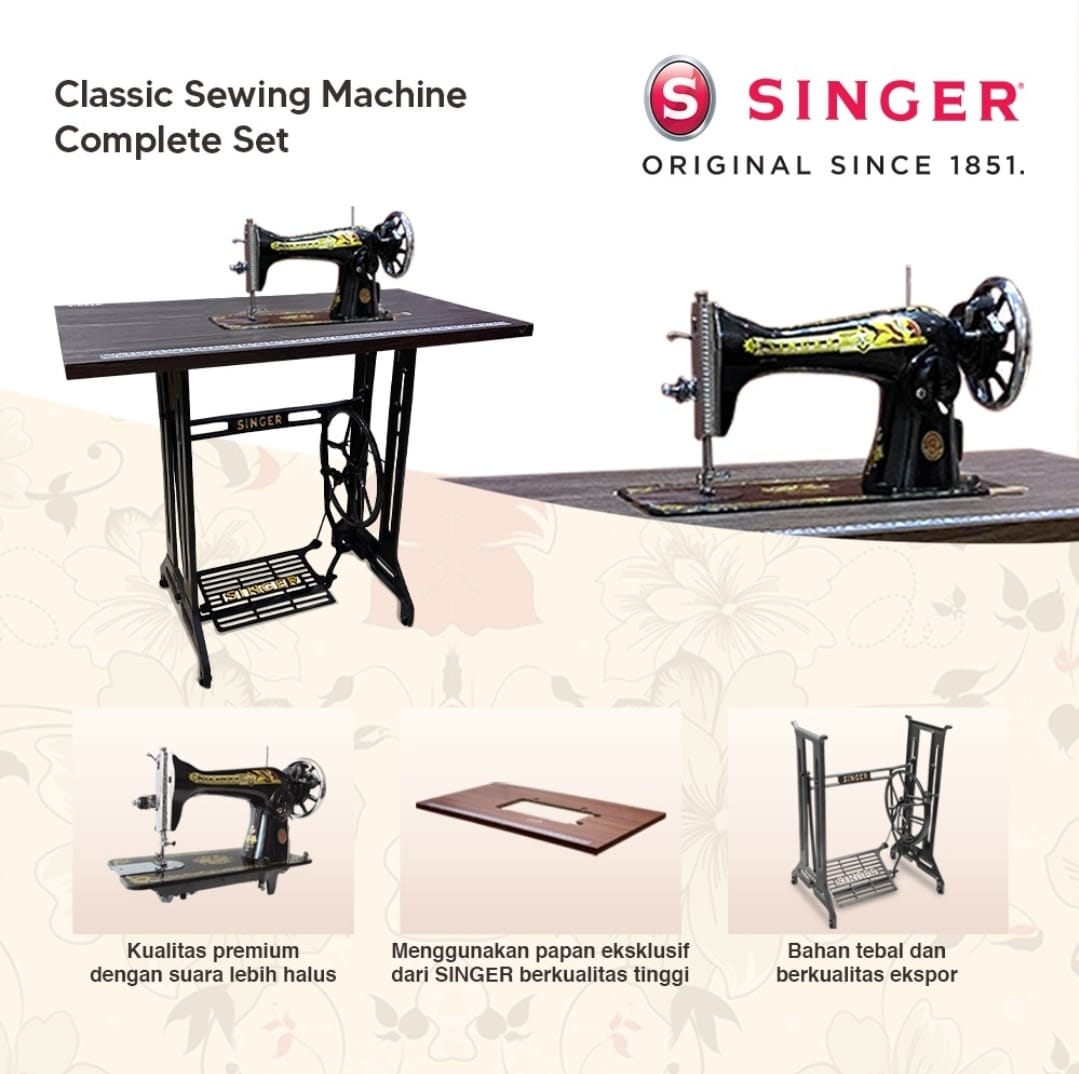 Classic Sewing Machine
Complete Set
S SINGER
ORIGINAL SINCE 1851.
SINGER
SINGER
SINGER
SINGER
Kualitas premium
dengan suara lebih halus
Menggunakan papan eksklusif
dari SINGER berkualitas tinggi
Bahan tebal dan
berkualitas ekspor